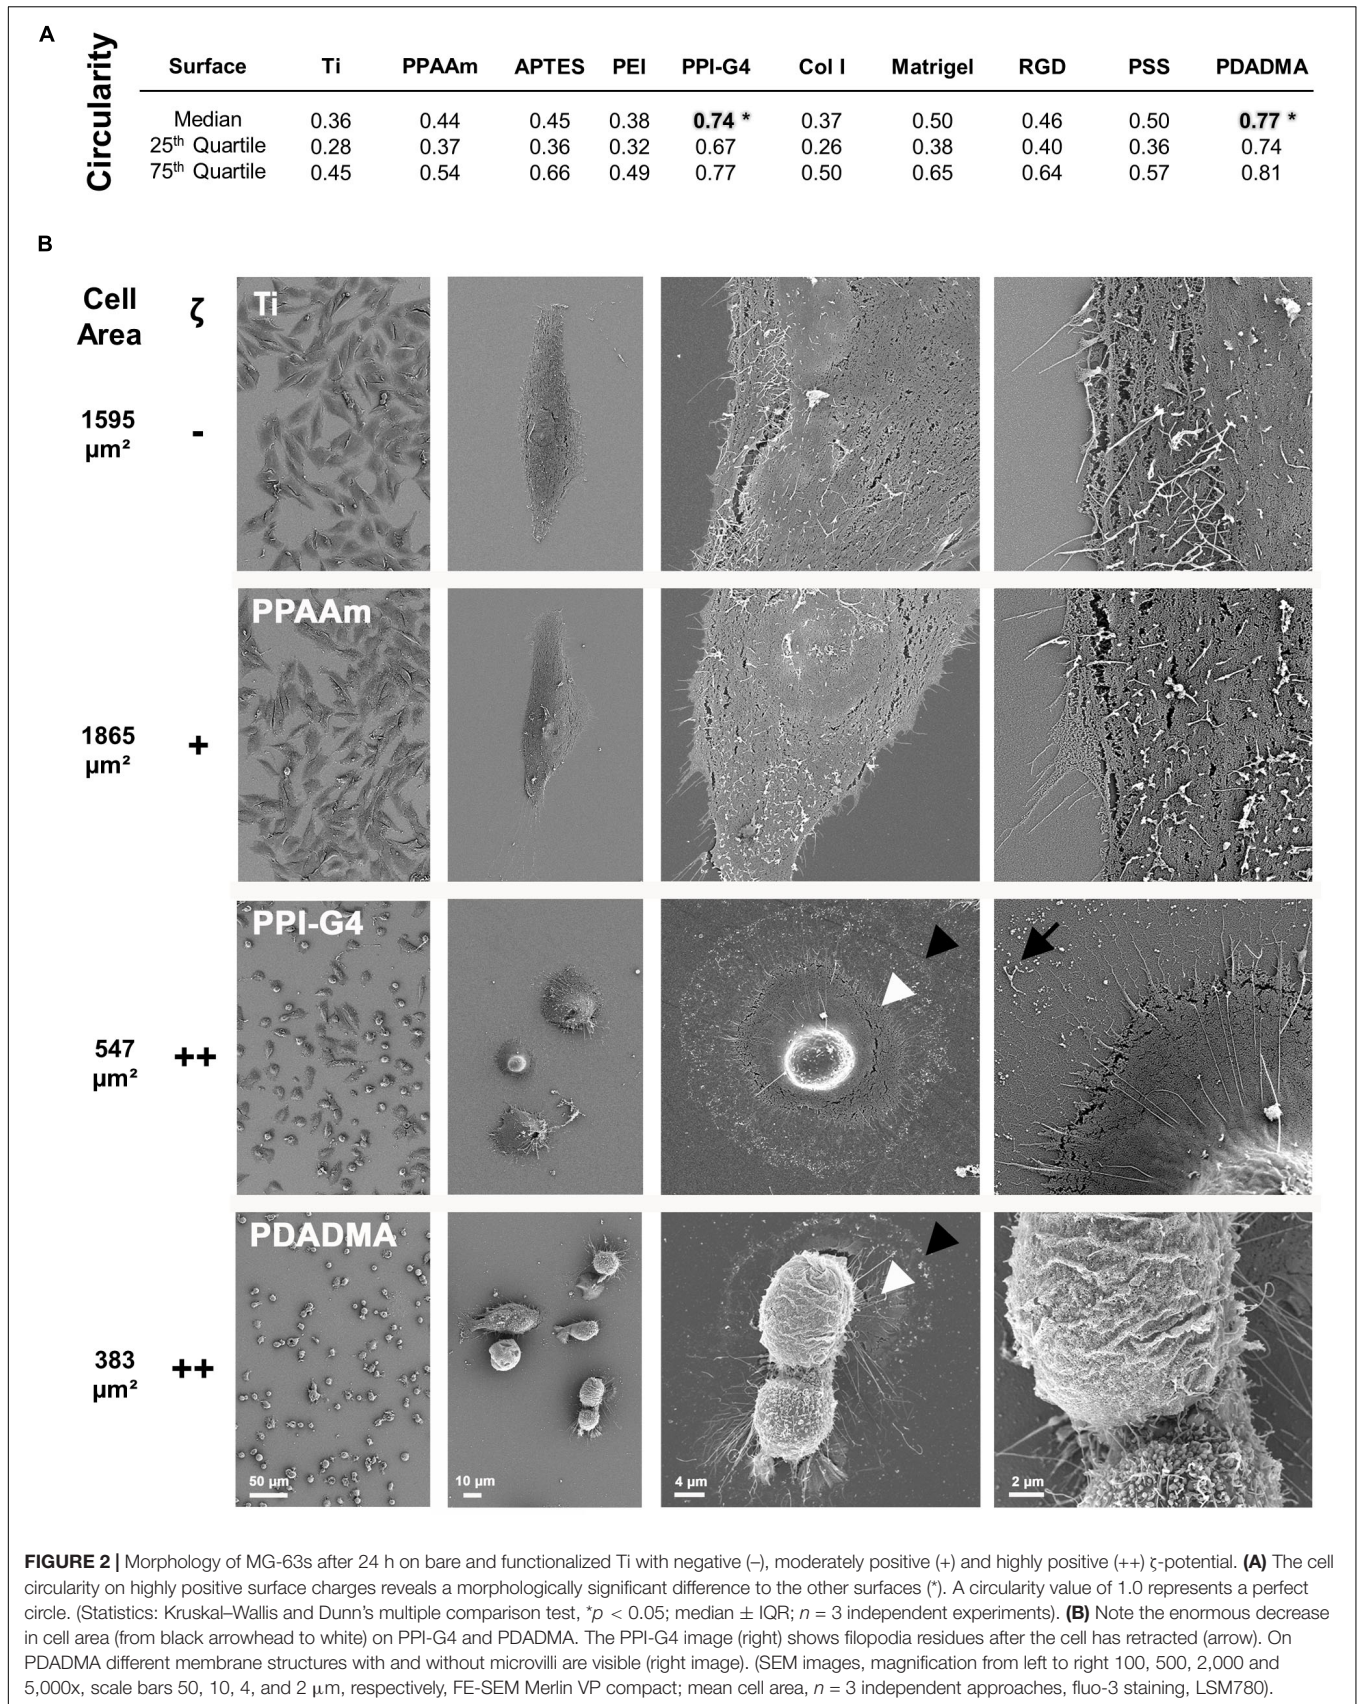 A
Circularity
Surface Ti PPAAm APTES PEI PPI-G4 Col I Matrigel RGD PSS PDADMA
Median 0.36 0.44 0.45 0.38 0.74 * 0.37 0.50 0.46 0.50 0.77 *
25th Quartile 0.28 0.37 0.36 0.32 0.67 0.26 0.38 0.40 0.36 0.74
75th Quartile 0.45 0.54 0.66 0.49 0.77 0.50 0.65 0.64 0.57 0.81
B
Cell Area ζ
Ti
1595 µm² -
PPAAm
1865 µm² +
PPI-G4
547 µm² ++
PDADMA
383 µm² ++
50 µm 10 µm 4 µm 2 µm
FIGURE 2 | Morphology of MG-63s after 24 h on bare and functionalized Ti with negative (–), moderately positive (+) and highly positive (++) ζ-potential. (A) The cell
circularity on highly positive surface charges reveals a morphologically significant difference to the other surfaces (*). A circularity value of 1.0 represents a perfect
circle. (Statistics: Kruskal–Wallis and Dunn's multiple comparison test, *p < 0.05; median ± IQR; n = 3 independent experiments). (B) Note the enormous decrease
in cell area (from black arrowhead to white) on PPI-G4 and PDADMA. The PPI-G4 image (right) shows filopodia residues after the cell has retracted (arrow). On
PDADMA different membrane structures with and without microvilli are visible (right image). (SEM images, magnification from left to right 100, 500, 2,000 and
5,000x, scale bars 50, 10, 4, and 2 µm, respectively, FE-SEM Merlin VP compact; mean cell area, n = 3 independent approaches, fluo-3 staining, LSM780).